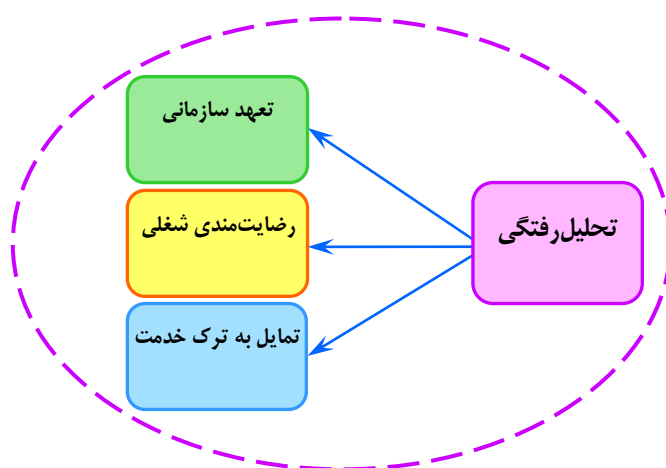 تحلیل‌رفتگی
تعهد سازمانی
رضایت‌مندی شغلی
تمایل به ترک خدمت